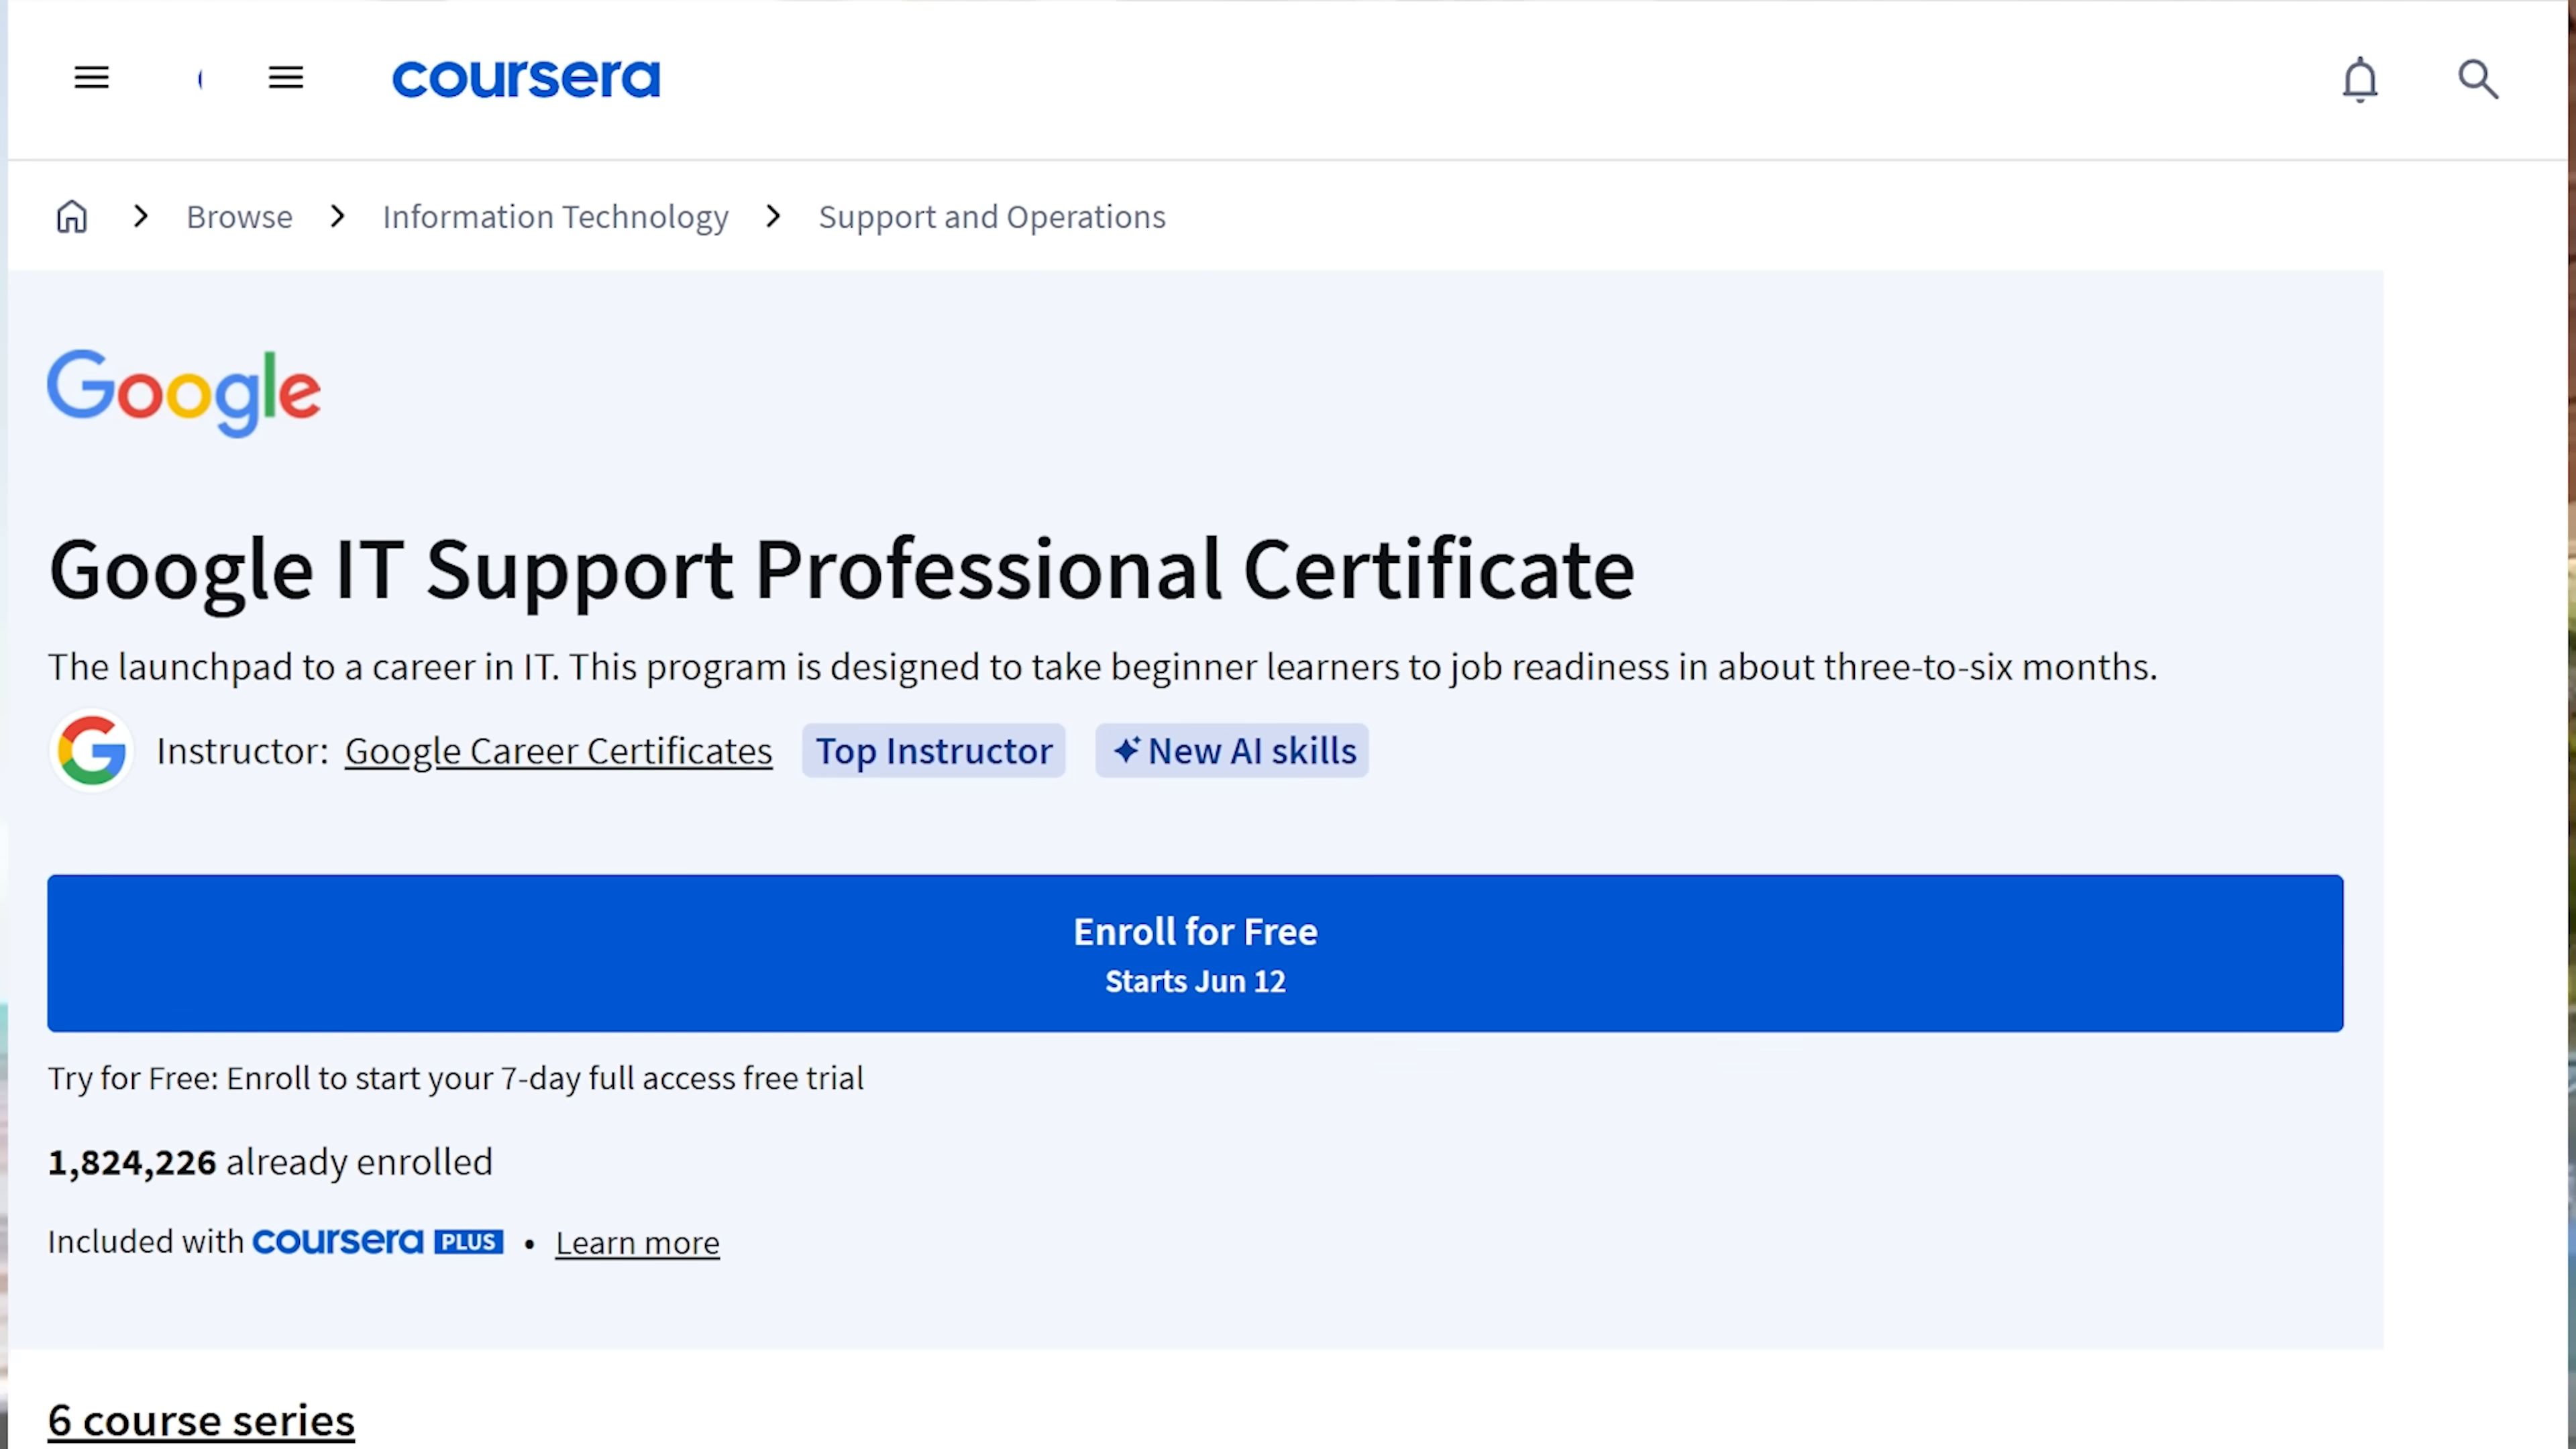 coursera
Browse Information Technology Support and Operations
Google
Google IT Support Professional Certificate
The launchpad to a career in IT. This program is designed to take beginner learners to job readiness in about three-to-six months.
G Instructor: Google Career Certificates Top Instructor New AI skills
Enroll for Free
Starts Jun 12
Try for Free: Enroll to start your 7-day full access free trial
1,824,226 already enrolled
Included with coursera PLUS • Learn more
6 course series